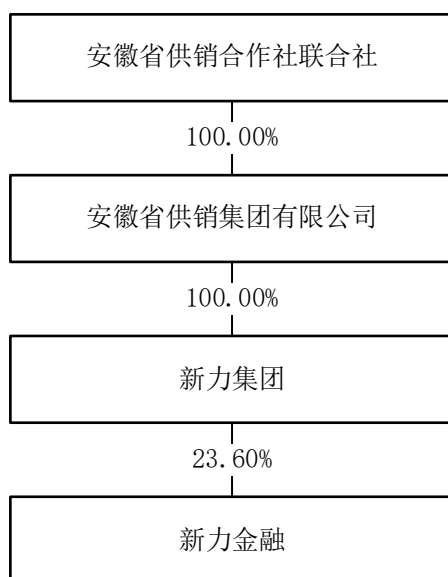 安徽省供销合作社联合社
100.00%
安徽省供销集团有限公司
100.00%
新力集团
23.60%
新力金融